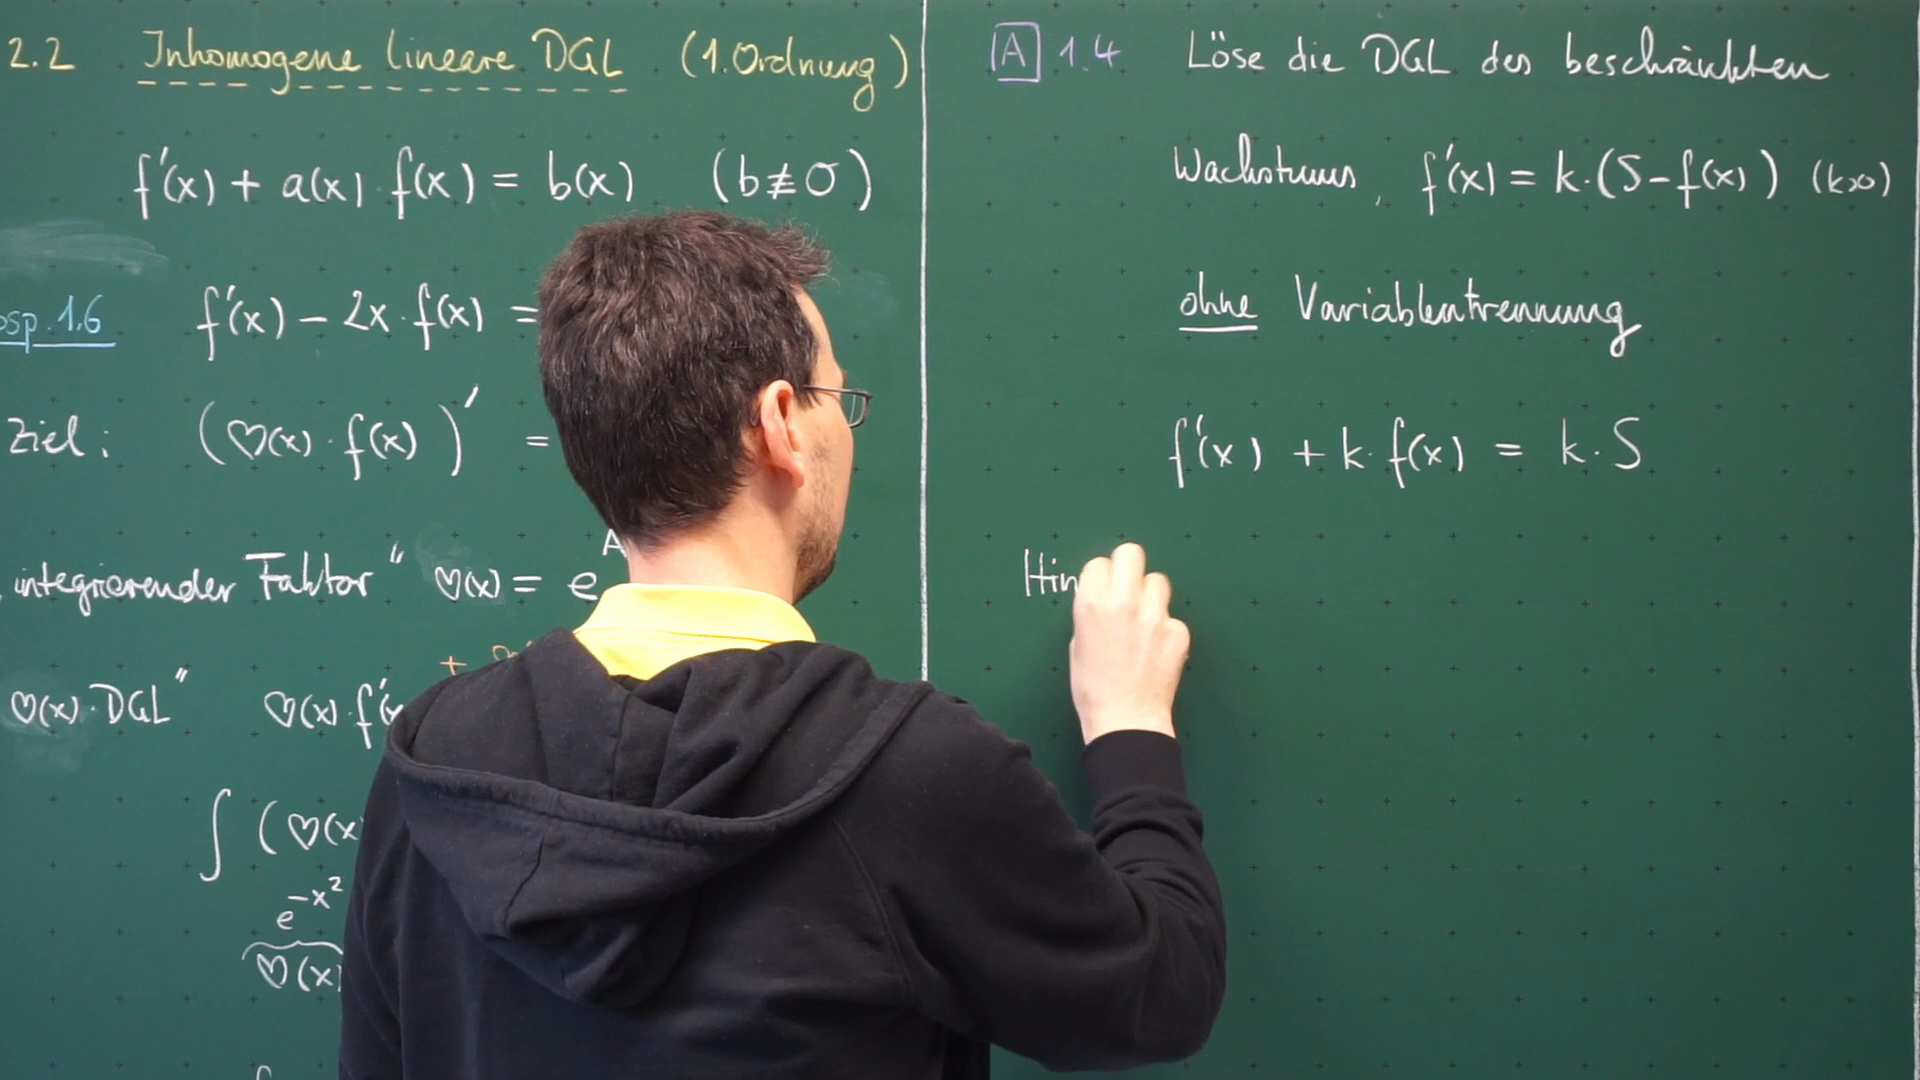 2.2 Inhomogene lineare DGL (1. Ordnung)
f'(x) + a(x) · f(x) = b(x) (b ≢ 0)
bsp. 1.6 f'(x) - 2x · f(x) =
Ziel: (♡(x) · f(x))' =
integrierender Faktor" ♡(x) = e^A
♡(x) · DGL" ♡(x) · f'(x
∫ (♡(x
e^-x²
♡(x)
A 1.4 Löse die DGL des beschränkten
Wachstums, f'(x) = k · (S - f(x)) (k>0)
ohne Variablentrennung
f'(x) + k · f(x) = k · S
Hin